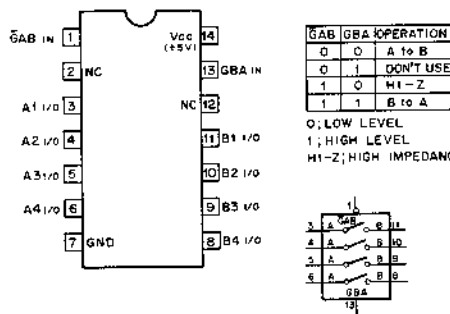 ḠAB IN 1
2 NC
A1 I/O 3
A2 I/O 4
A3 I/O 5
A4 I/O 6
7 GND
Vcc 14
(+5V)
13 GBA IN
NC 12
11 B1 I/O
10 B2 I/O
9 B3 I/O
8 B4 I/O
ḠAB GBA OPERATION
0 0 A to B
0 1 DON'T USE
1 0 HI-Z
1 1 B to A
0; LOW LEVEL
1; HIGH LEVEL
HI-Z; HIGH IMPEDANC
1
ḠAB
3 A B 11
4 A B 10
5 A B 9
6 A B 8
GBA
13